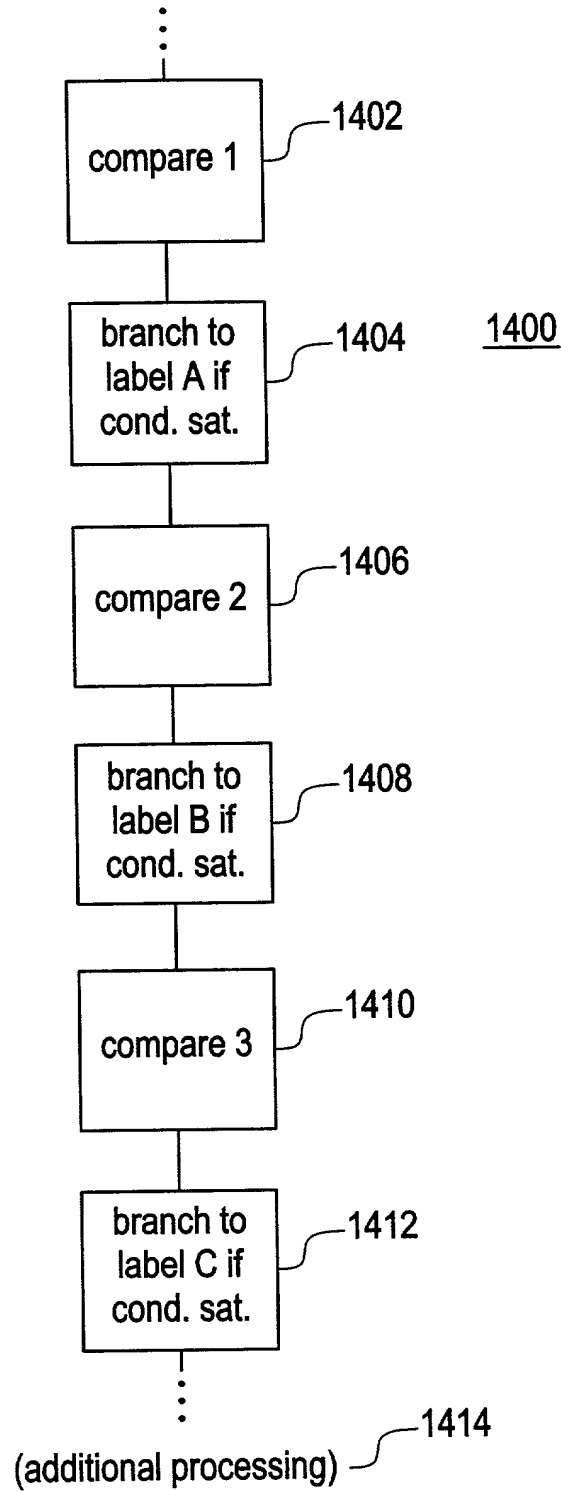 compare 1
1402
branch to
label A if
cond. sat.
1404
1400
compare 2
1406
branch to
label B if
cond. sat.
1408
compare 3
1410
branch to
label C if
cond. sat.
1412
(additional processing)
1414